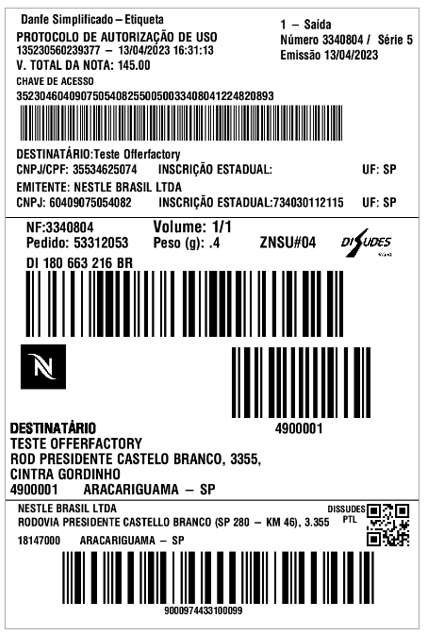 Danfe Simplificado – Etiqueta
1 – Saída
PROTOCOLO DE AUTORIZAÇÃO DE USO
Número 3340804 / Série 5
135230560239377 – 13/04/2023 16:31:13
Emissão 13/04/2023
V. TOTAL DA NOTA: 145.00
CHAVE DE ACESSO
35230460409075054082550050033408041224820893
DESTINATÁRIO:Teste Offerfactory
CNPJ/CPF: 35534625074 INSCRIÇÃO ESTADUAL: UF: SP
EMITENTE: NESTLE BRASIL LTDA
CNPJ: 60409075054082 INSCRIÇÃO ESTADUAL:734030112115 UF: SP
NF:3340804 Volume: 1/1
Pedido: 53312053 Peso (g): .4 ZNSU#04 DISSUDES
DI 180 663 216 BR
N
4900001
DESTINATÁRIO
TESTE OFFERFACTORY
ROD PRESIDENTE CASTELO BRANCO, 3355,
CINTRA GORDINHO
4900001 ARACARIGUAMA – SP
NESTLE BRASIL LTDA DISSUDES
RODOVIA PRESIDENTE CASTELLO BRANCO (SP 280 – KM 46), 3.355 PTL
18147000 ARACARIGUAMA – SP
9000974433100099